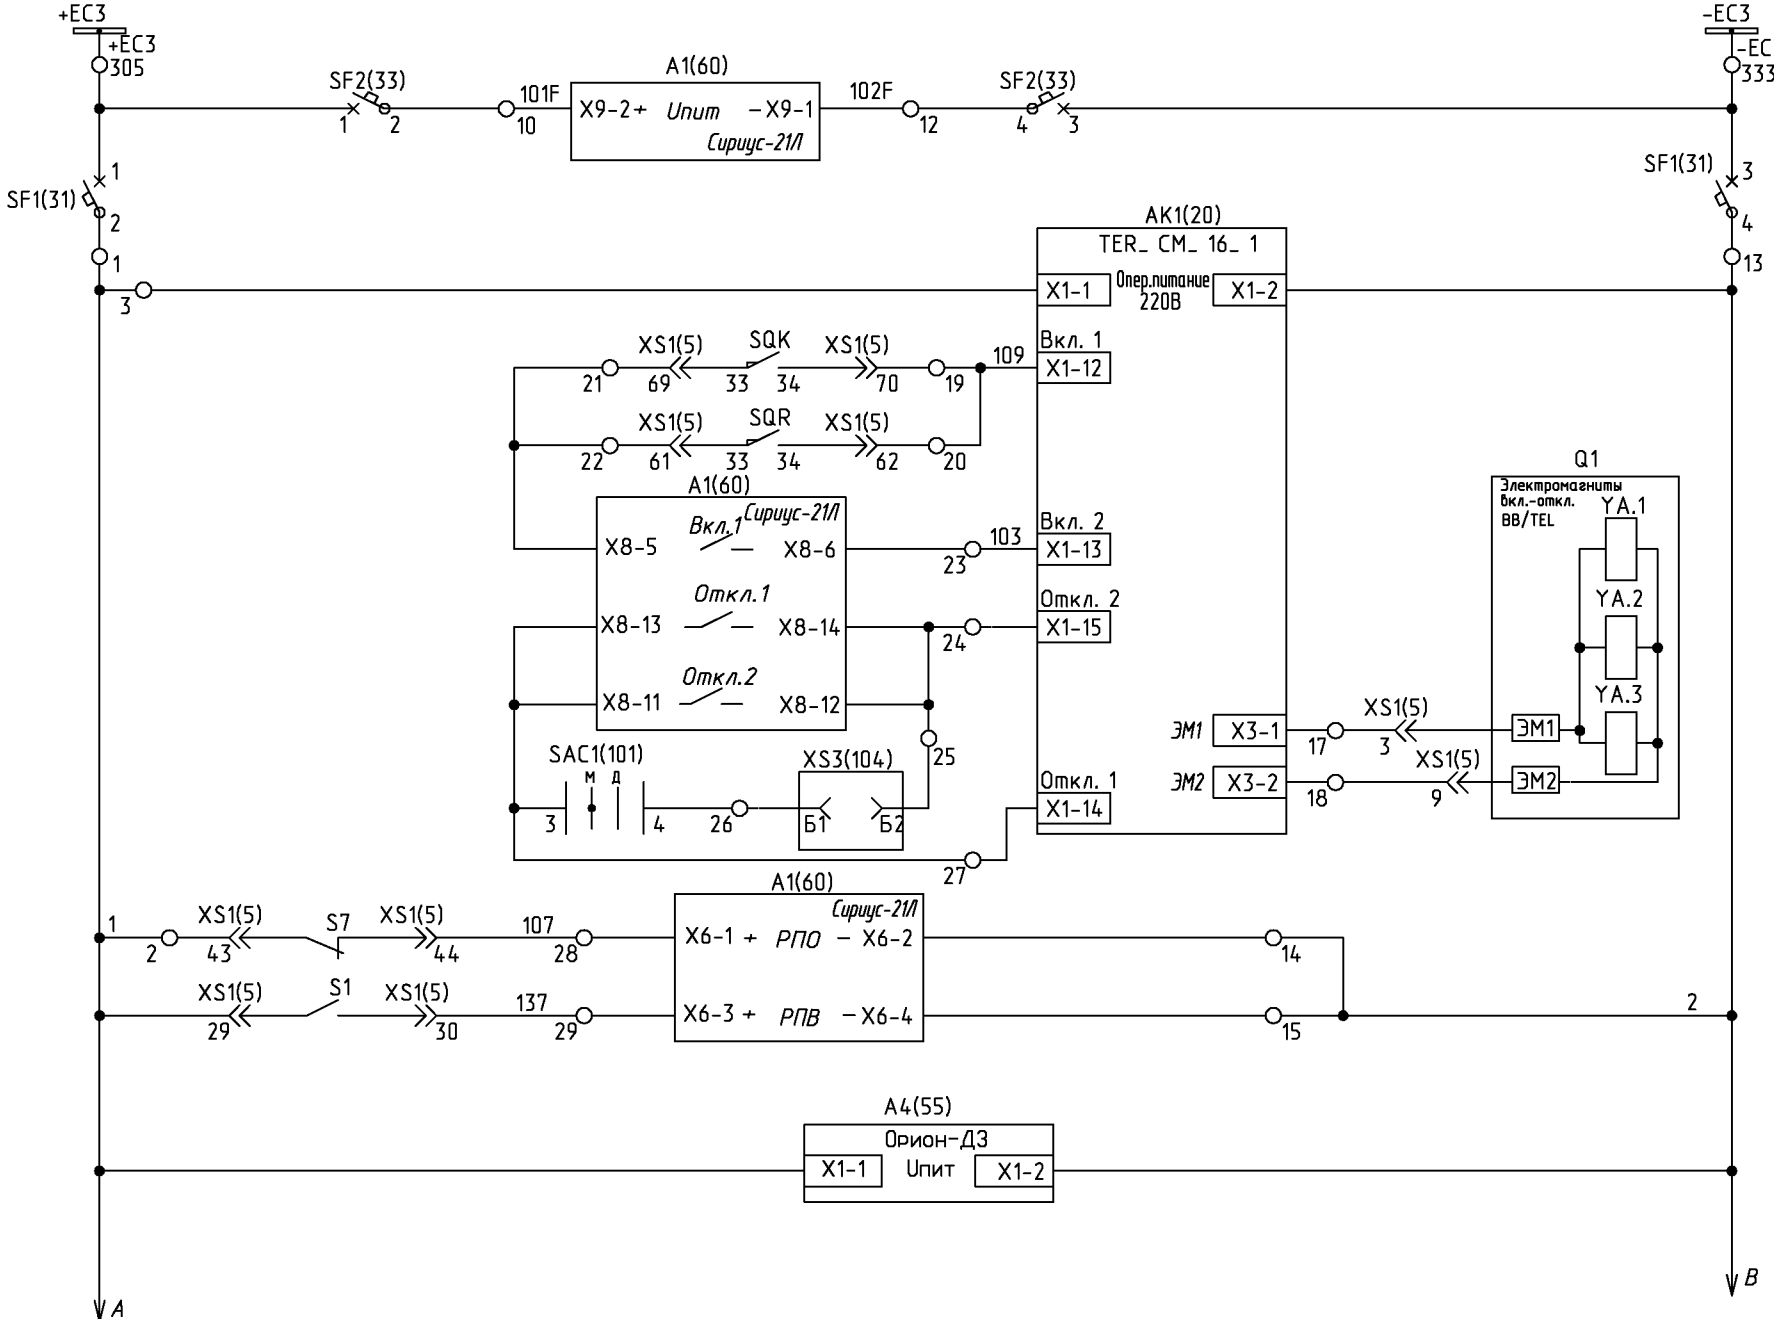 +EC3
-EC3
+EC3
-EC
305
333
A1(60)
SF2(33)
SF2(33)
101F
102F
X9-2+ Uпит -X9-1
Сириус-21Л
1 2
10
12
4 3
1
SF1(31)
2
1
SF1(31)
3
4
13
AK1(20)
TER_ CM_ 16_ 1
3
X1-1
Опер.питание
220В
X1-2
Вкл. 1
XS1(5)
SQK
XS1(5)
109
X1-12
21 69 33 34 70 19
XS1(5)
SQR
XS1(5)
22 61 33 34 62 20
A1(60)
Сириус-21Л
Вкл.1
X8-5
X8-6
23
103
Вкл. 2
X1-13
Откл.1
X8-13
X8-14
24
Откл. 2
X1-15
Откл.2
X8-11
X8-12
25
Q1
Электромагниты
вкл.-откл.
BB/TEL
YA.1
YA.2
YA.3
ЭМ1
X3-1
17
XS1(5)
3
ЭМ1
ЭМ2
X3-2
18
XS1(5)
9
ЭМ2
SAC1(101)
М Д
3 4
26
XS3(104)
Б1 Б2
Откл. 1
X1-14
27
A1(60)
Сириус-21Л
1
2
XS1(5)
43
S7
XS1(5)
44
107
28
X6-1 + РПО - X6-2
14
XS1(5)
29
S1
XS1(5)
30
137
29
X6-3 + РПВ -X6-4
15
2
A4(55)
Орион-ДЗ
X1-1
Uпит
X1-2
A
B